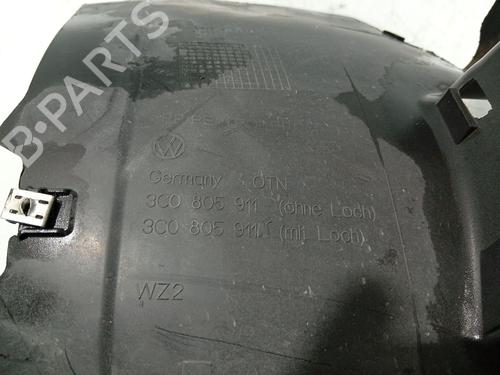 B-PARTS
Germany OTN
3C0 805 911 (ohne Loch)
3C0 805 911 (mit Loch)
WZ2